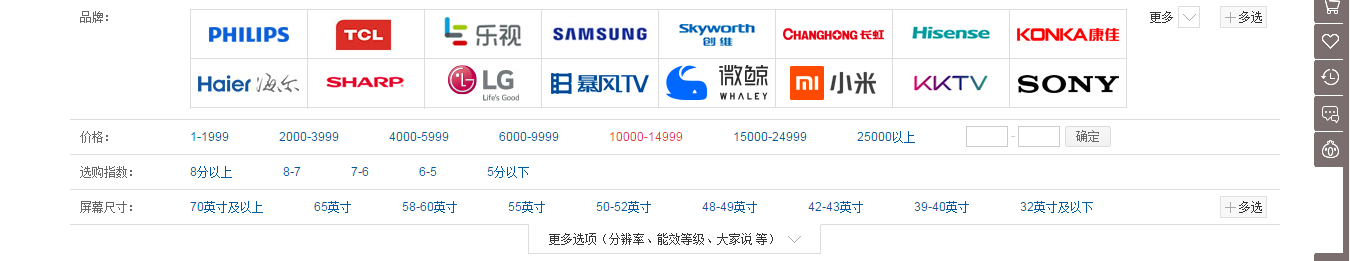 品牌： PHILIPS TCL 乐视 SAMSUNG Skyworth 创维 CHANGHONG 长虹 Hisense KONKA康佳 更多 多选
Haier 海尔 SHARP LG Life's Good 暴风TV 微鲸 WHALEY mi 小米 KKTV SONY
价格： 1-1999 2000-3999 4000-5999 6000-9999 10000-14999 15000-24999 25000以上 - 确定
选购指数： 8分以上 8-7 7-6 6-5 5分以下
屏幕尺寸： 70英寸及以上 65英寸 58-60英寸 55英寸 50-52英寸 48-49英寸 42-43英寸 39-40英寸 32英寸及以下 多选
更多选项（分辨率、能效等级、大家说 等）